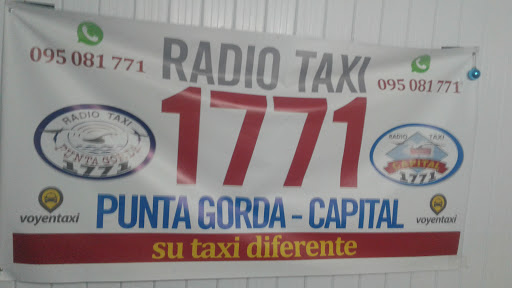 RADIO TAXI
095 081 771
095 081 771
1771
RADIO TAXI
PUNTA GORDA
1771
RADIO TAXI
CAPITAL
1771
voyentaxi
voyentaxi
PUNTA GORDA - CAPITAL
su taxi diferente